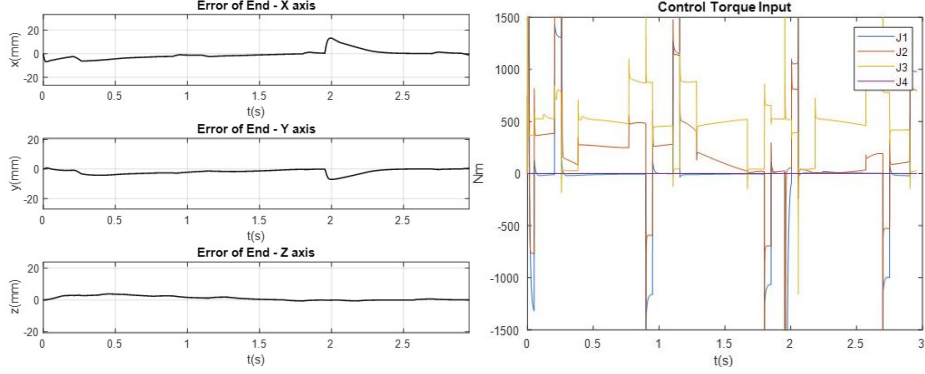 Error of End - X axis
x(mm)
20
0
-20
0 0.5 1 1.5 2 2.5
t(s)
Error of End - Y axis
y(mm)
20
0
-20
0 0.5 1 1.5 2 2.5
t(s)
Error of End - Z axis
z(mm)
20
0
-20
0 0.5 1 1.5 2 2.5
t(s)
Control Torque Input
Nm
1500
1000
500
0
-500
-1000
-1500
0 0.5 1 1.5 2 2.5 3
t(s)
J1
J2
J3
J4